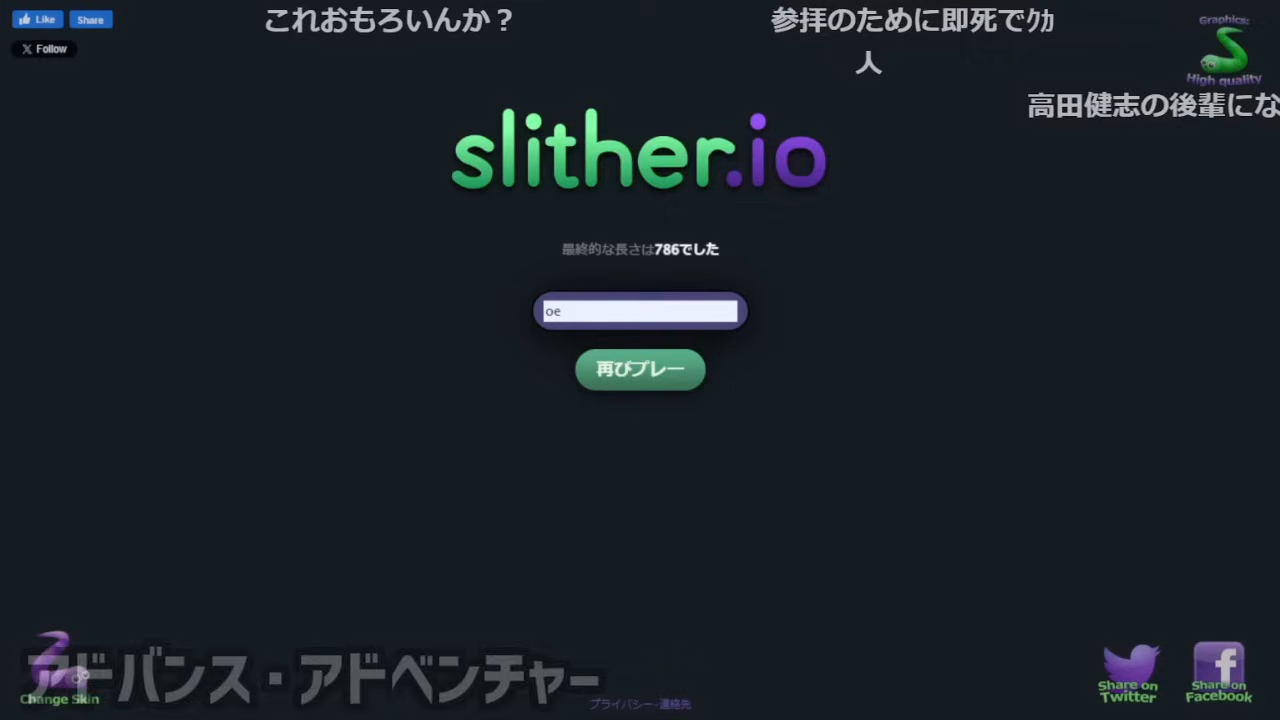 Like Share
これおもろいんか?
参拝のために即死でｸｶ
Graphics:
Follow
人
High quality
高田健志の後輩にな
slither.io
最終的な長さは786でした
oe
再びプレー
アドバンス・アドベンチャー
Change Skin
プライバシー - 連絡先
Share on Twitter
Share on Facebook